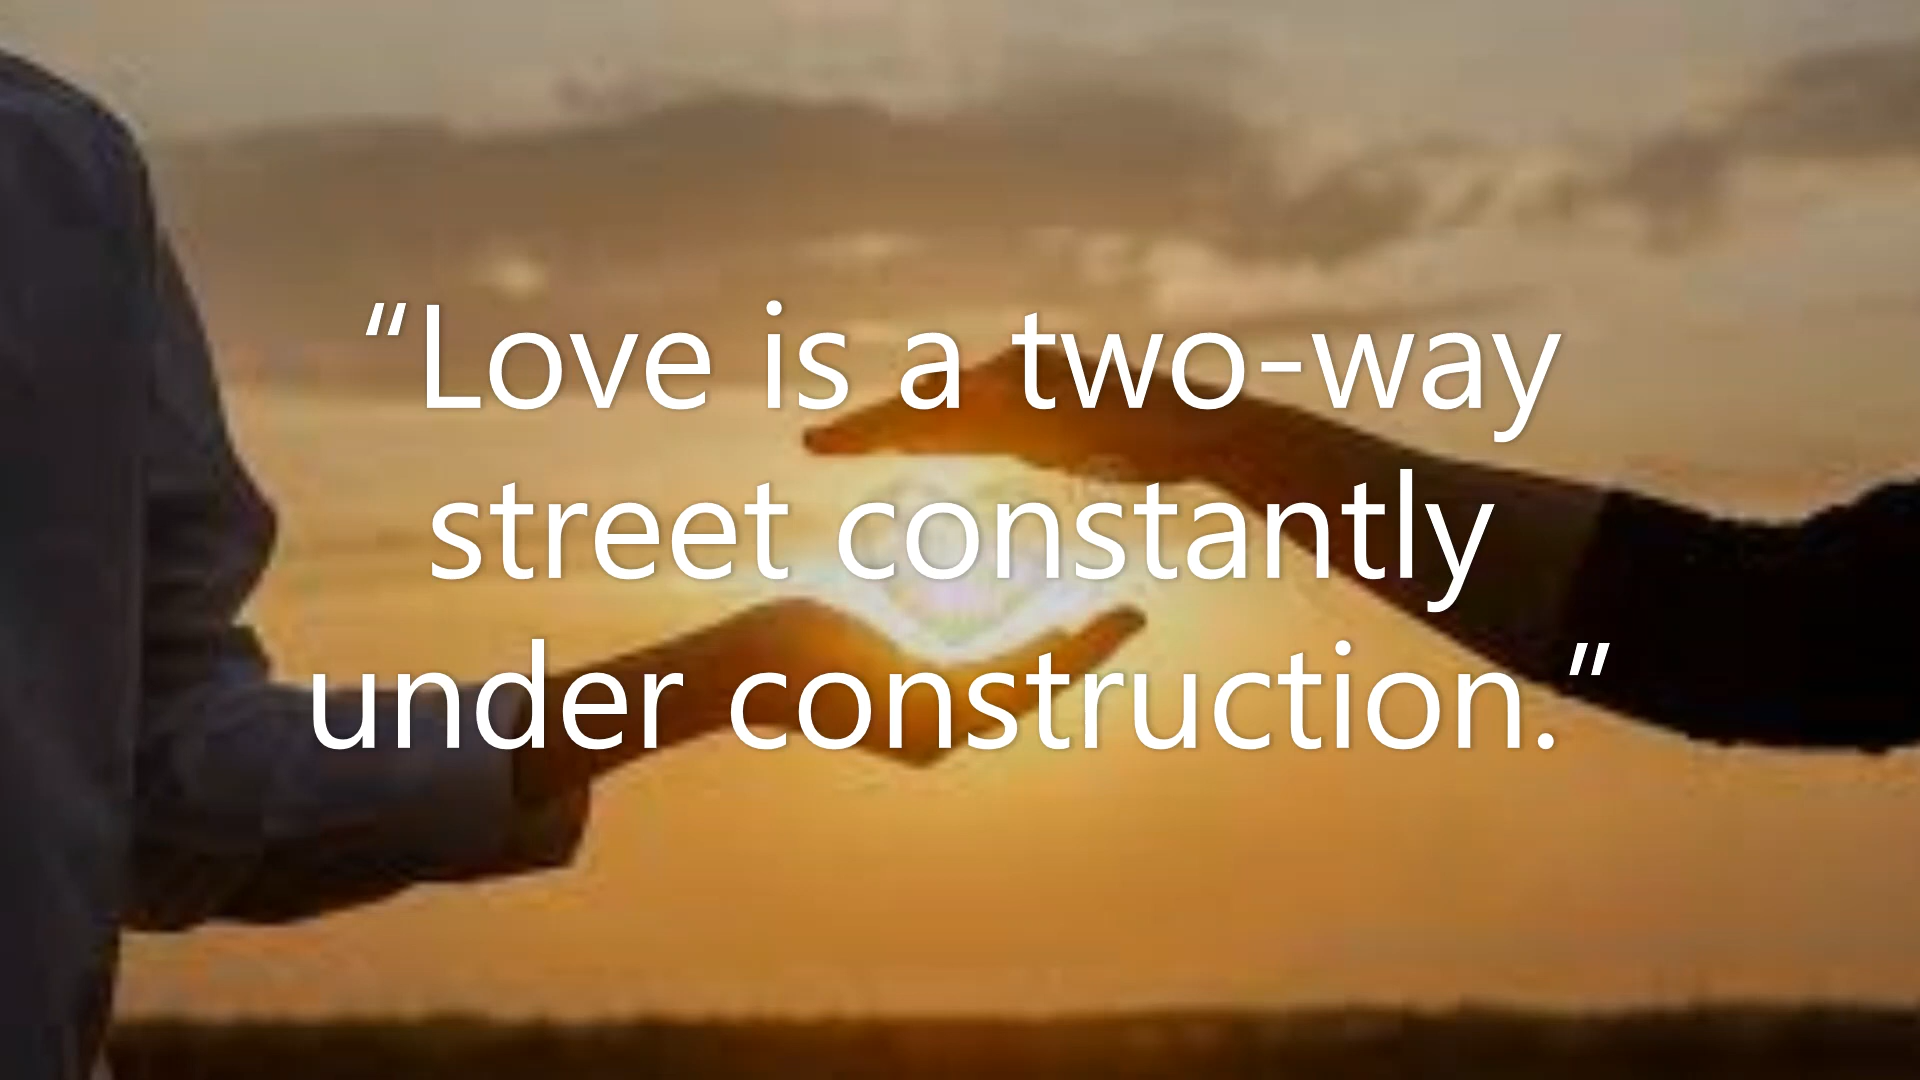 “Love is a two-way
street constantly
under construction.”